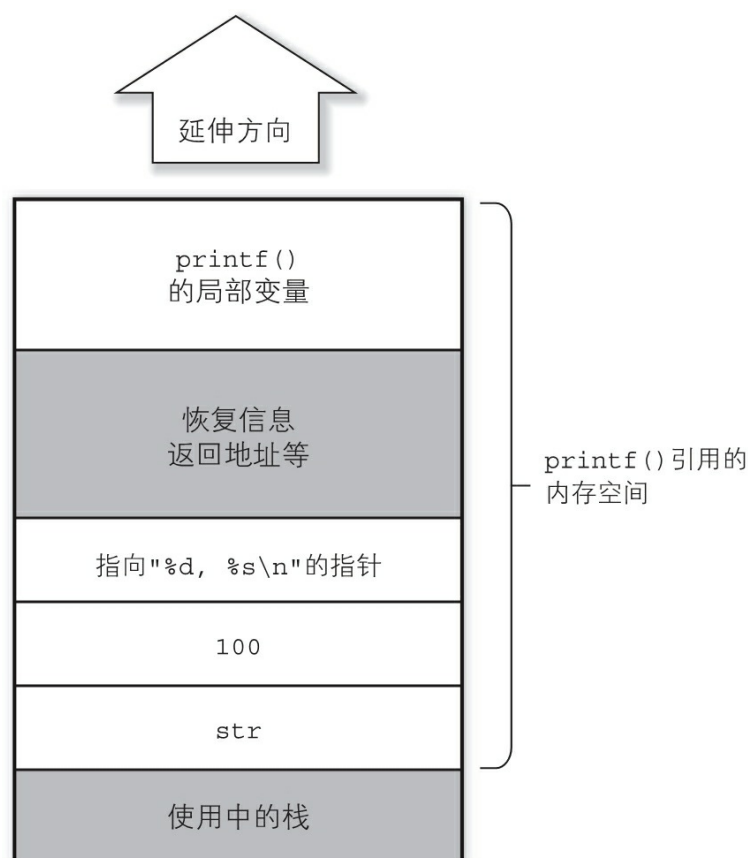 延伸方向
printf()
的局部变量
恢复信息
返回地址等
printf()引用的
内存空间
指向"%d, %s\n"的指针
100
str
使用中的栈